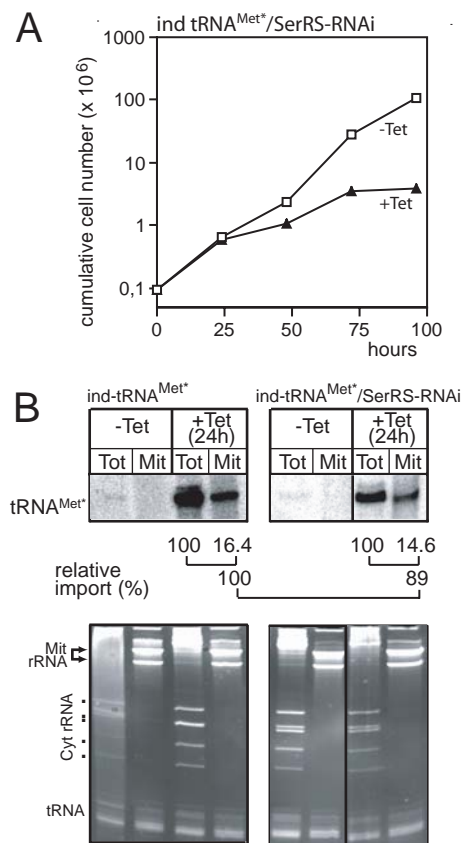 A
ind tRNA^Met*/SerRS-RNAi
cumulative cell number (x 10^6)
1000
100
10
1
0,1
-Tet
+Tet
0
25
50
75
100
hours
B
ind-tRNA^Met*
ind-tRNA^Met*/SerRS-RNAi
-Tet
+Tet
(24h)
-Tet
+Tet
(24h)
Tot Mit Tot Mit
Tot Mit Tot Mit
tRNA^Met*
100 16.4
100 14.6
relative
import (%)
100
89
Mit
rRNA
Cyt rRNA
tRNA